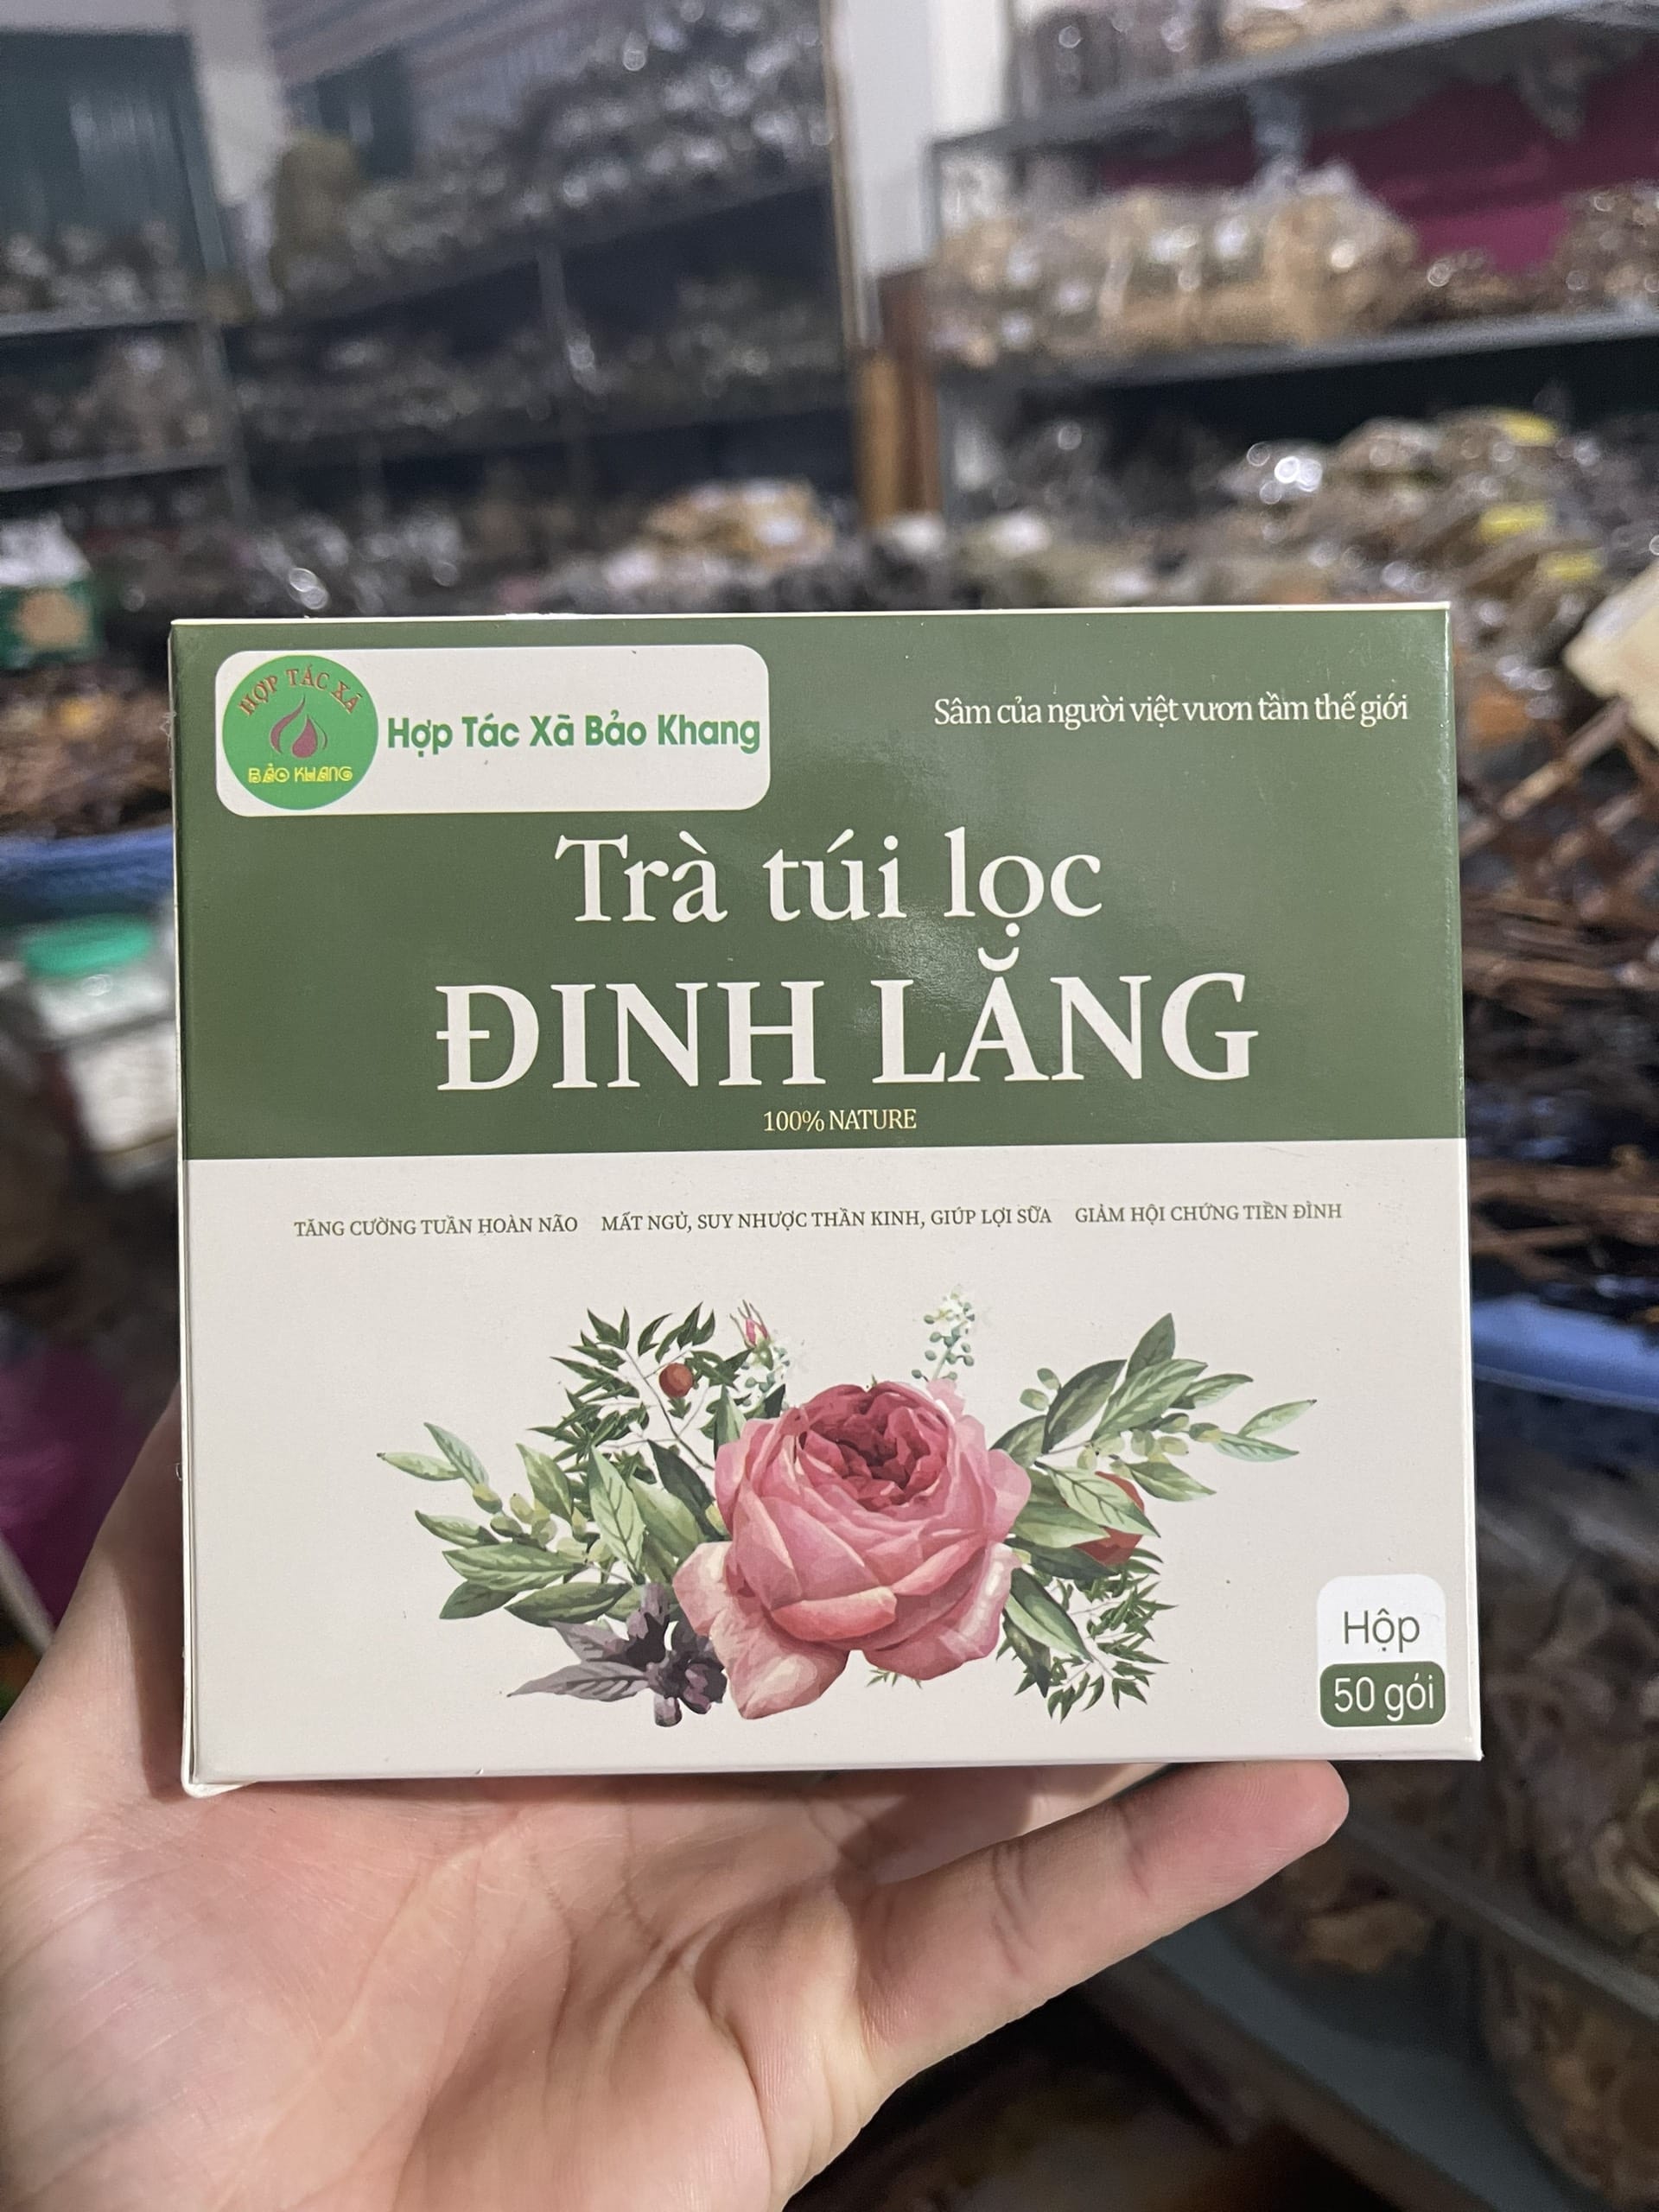 HỢP TÁC XÃ
BẢO KHANG
Hợp Tác Xã Bảo Khang
Sâm của người việt vươn tầm thế giới
Trà túi lọc
ĐINH LĂNG
100% NATURE
TĂNG CƯỜNG TUẦN HOÀN NÃO MẤT NGỦ, SUY NHƯỢC THẦN KINH, GIÚP LỢI SỮA GIẢM HỘI CHỨNG TIỀN ĐÌNH
Hộp
50 gói